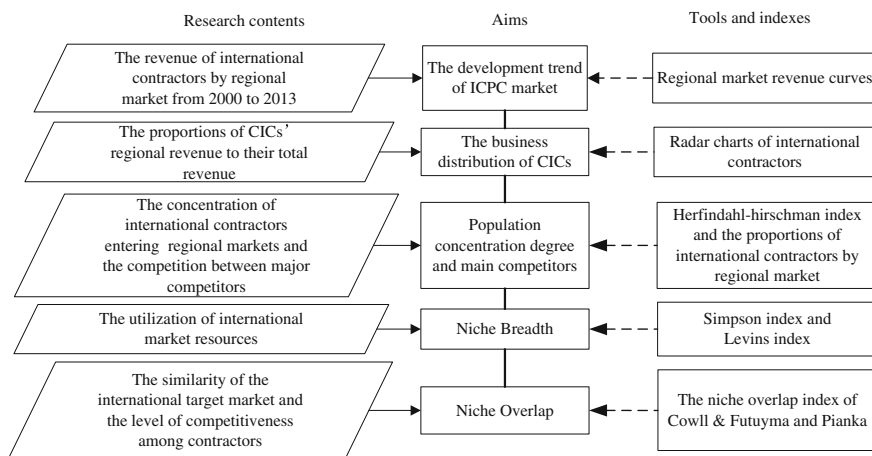 Research contents
Aims
Tools and indexes
The revenue of international
contractors by regional
market from 2000 to 2013
The development trend
of ICPC market
Regional market revenue curves
The proportions of CICs’
regional revenue to their total
revenue
The business
distribution of CICs
Radar charts of international
contractors
The concentration of
international contractors
entering regional markets and
the competition between major
competitors
Population
concentration degree
and main competitors
Herfindahl-hirschman index
and the proportions of
international contractors by
regional market
The utilization of international
market resources
Niche Breadth
Simpson index and
Levins index
The similarity of the
international target market and
the level of competitiveness
among contractors
Niche Overlap
The niche overlap index of
Cowll & Futuyma and Pianka